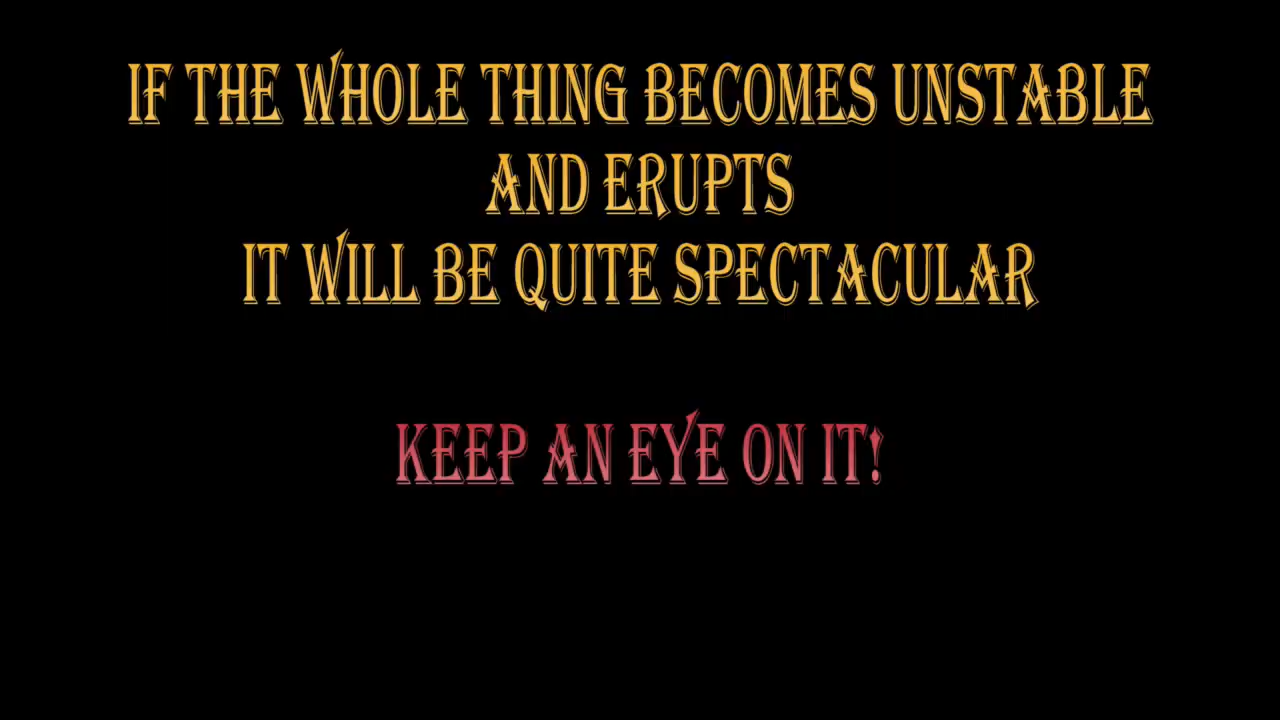 IF THE WHOLE THING BECOMES UNSTABLE
AND ERUPTS
IT WILL BE QUITE SPECTACULAR
KEEP AN EYE ON IT!